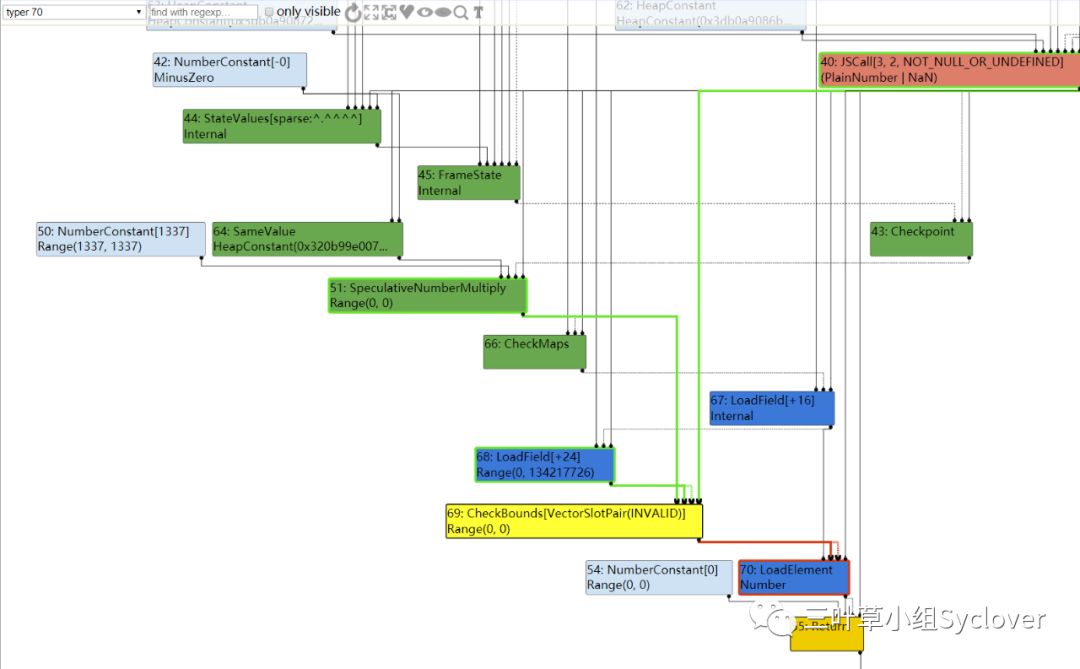 typer 70
find with regexp...
only visible
T
HeapConstant(0x3db0a90872...
62: HeapConstant
HeapConstant(0x3db0a9086b...
42: NumberConstant[-0]
MinusZero
40: JSCall[3, 2, NOT_NULL_OR_UNDEFINED]
(PlainNumber | NaN)
44: StateValues[sparse:^.^^^^]
Internal
45: FrameState
Internal
50: NumberConstant[1337]
Range(1337, 1337)
64: SameValue
HeapConstant(0x320b99e007...
43: Checkpoint
51: SpeculativeNumberMultiply
Range(0, 0)
66: CheckMaps
67: LoadField[+16]
Internal
68: LoadField[+24]
Range(0, 134217726)
69: CheckBounds[VectorSlotPair(INVALID)]
Range(0, 0)
54: NumberConstant[0]
Range(0, 0)
70: LoadElement
Number
55: Return
三叶草小组Syclover